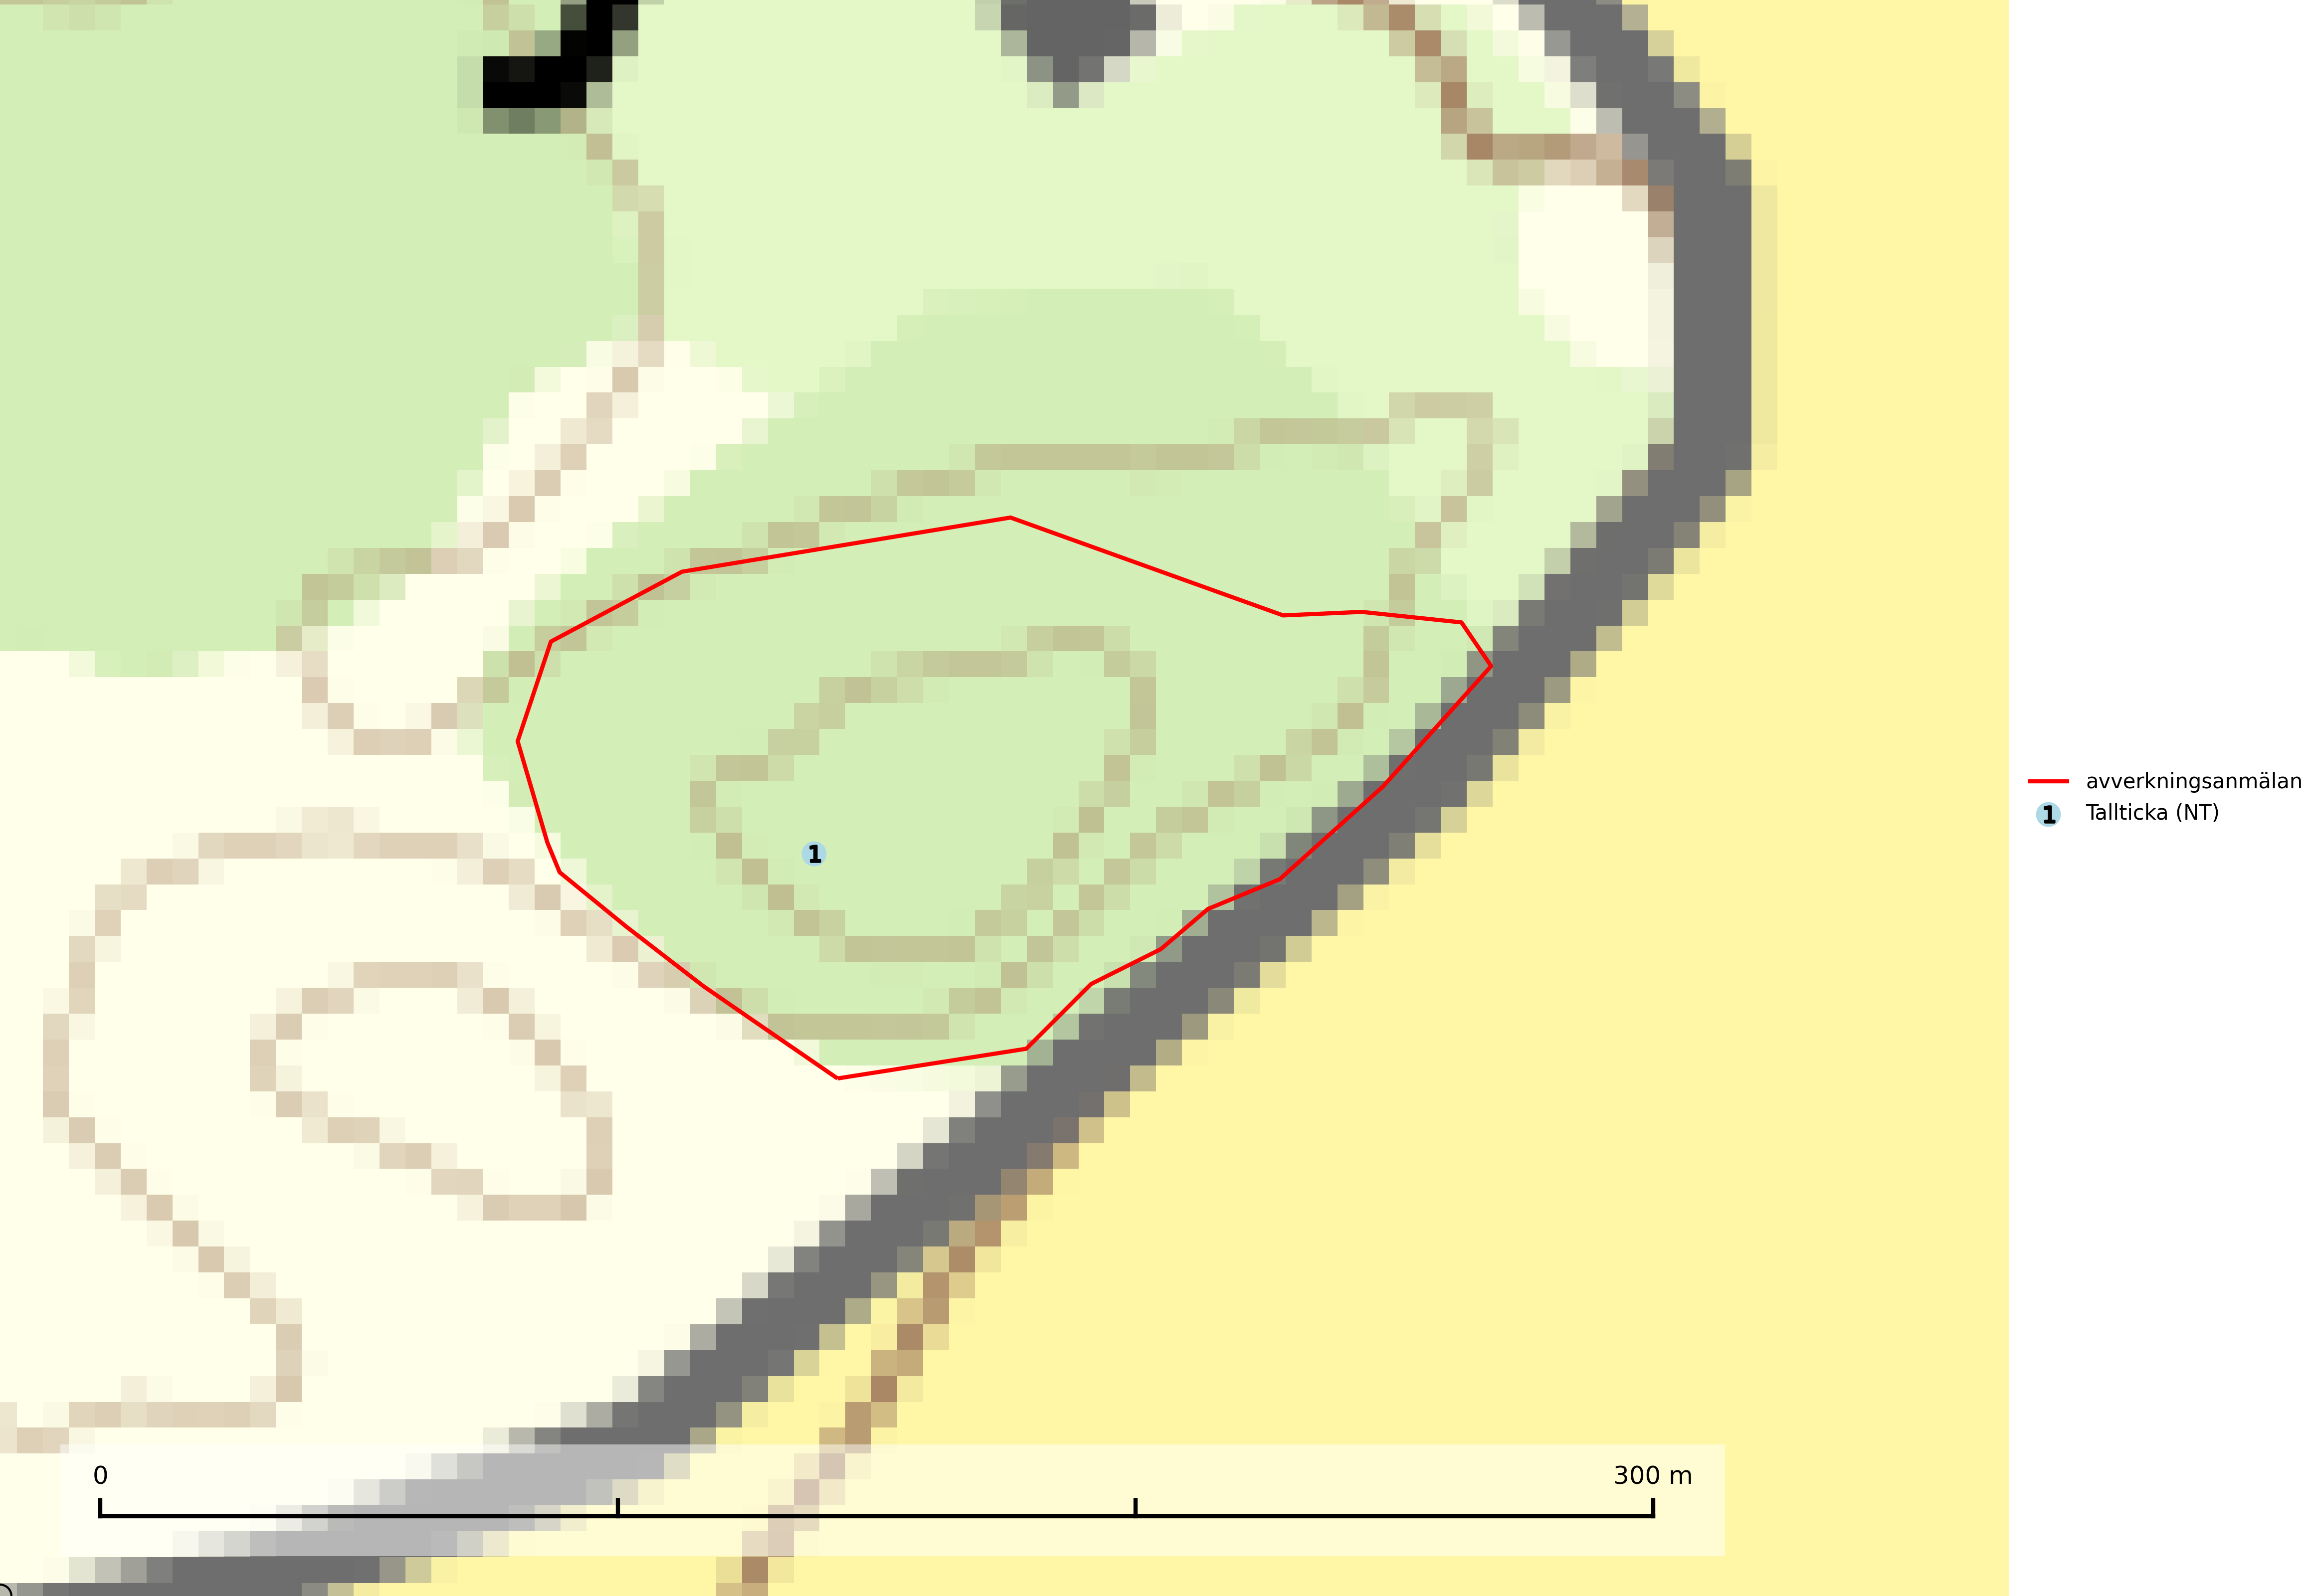 1
avverkningsanmälan
1 Tallticka (NT)
0 300 m